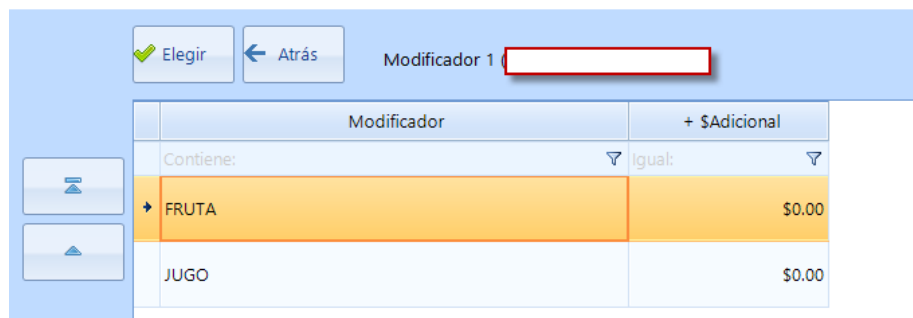 Elegir Atrás Modificador 1 (
Modificador + $Adicional
Contiene: Igual:
FRUTA $0.00
JUGO $0.00